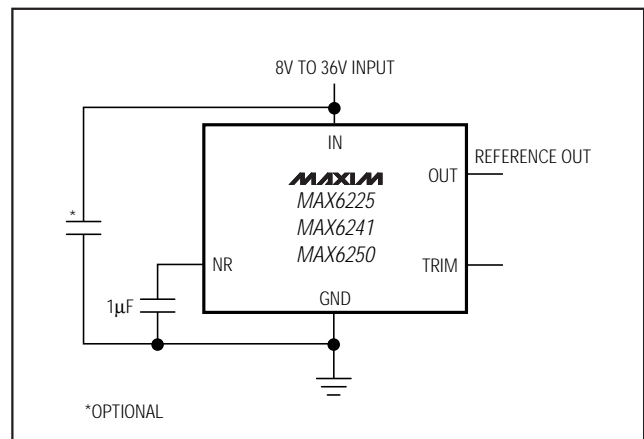 8V TO 36V INPUT
IN
MAXIM
MAX6225
MAX6241
MAX6250
OUT
REFERENCE OUT
*
NR
TRIM
1μF
GND
*OPTIONAL